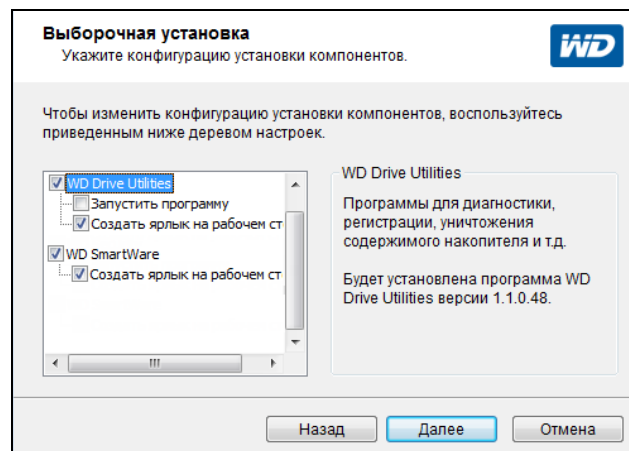 Выборочная установка
Укажите конфигурацию установки компонентов.
WD
Чтобы изменить конфигурацию установки компонентов, воспользуйтесь
приведенным ниже деревом настроек.
WD Drive Utilities
Запустить программу
Создать ярлык на рабочем ст
WD SmartWare
Создать ярлык на рабочем ст
WD Drive Utilities
Программы для диагностики,
регистрации, уничтожения
содержимого накопителя и т.д.
Будет установлена программа WD
Drive Utilities версии 1.1.0.48.
Назад
Далее
Отмена